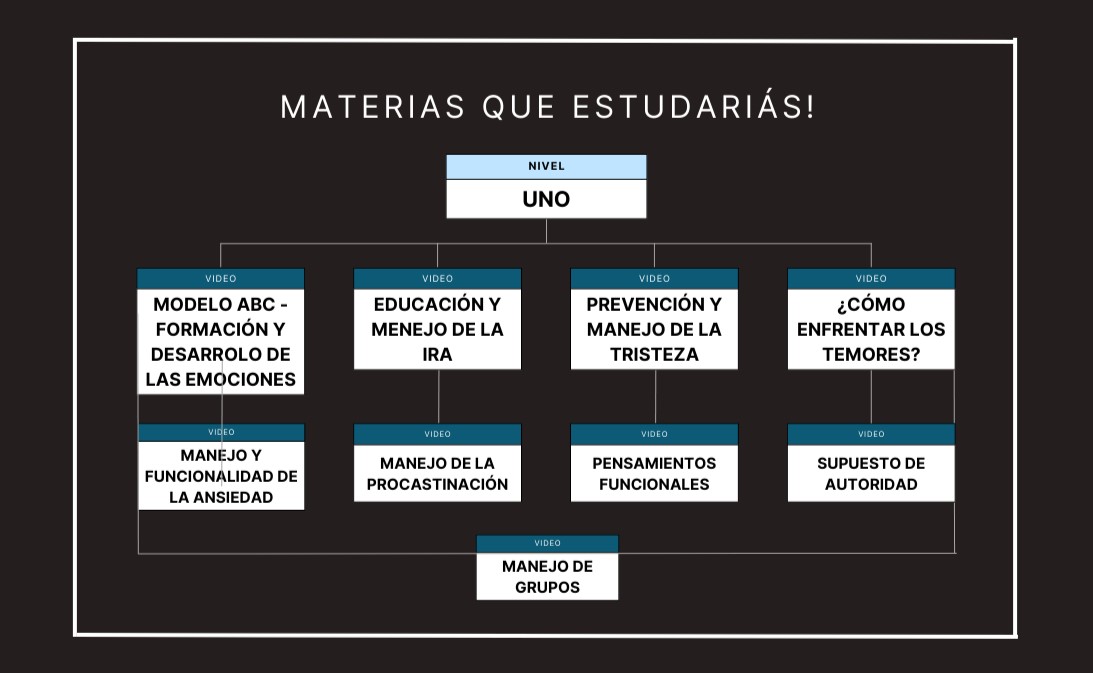 MATERIAS QUE ESTUDARIÁS!
NIVEL
UNO
VIDEO
MODELO ABC -
FORMACIÓN Y
DESARROLO DE
LAS EMOCIONES
VIDEO
EDUCACIÓN Y
MENEJO DE LA
IRA
VIDEO
PREVENCIÓN Y
MANEJO DE LA
TRISTEZA
VIDEO
¿CÓMO
ENFRENTAR LOS
TEMORES?
VIDEO
MANEJO Y
FUNCIONALIDAD DE
LA ANSIEDAD
VIDEO
MANEJO DE LA
PROCASTINACIÓN
VIDEO
PENSAMIENTOS
FUNCIONALES
VIDEO
SUPUESTO DE
AUTORIDAD
VIDEO
MANEJO DE
GRUPOS